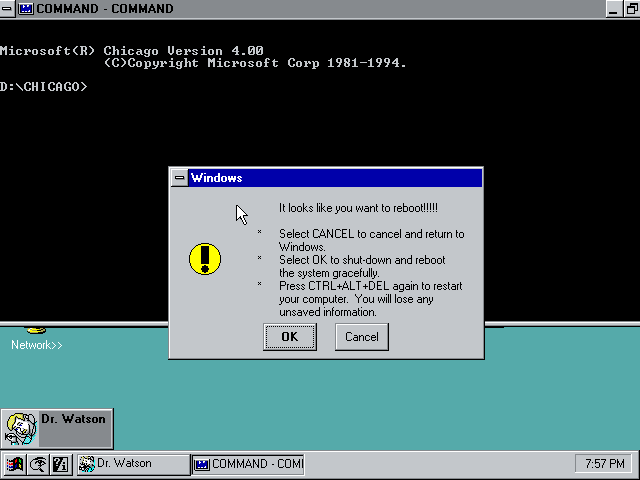 COMMAND - COMMAND
Microsoft(R) Chicago Version 4.00
(C)Copyright Microsoft Corp 1981-1994.
D:\CHICAGO>
Windows
It looks like you want to reboot!!!!!
* Select CANCEL to cancel and return to
Windows.
* Select OK to shut-down and reboot
the system gracefully.
* Press CTRL+ALT+DEL again to restart
your computer. You will lose any
unsaved information.
OK Cancel
Network>>
Dr. Watson
Dr. Watson COMMAND - COM 7:57 PM